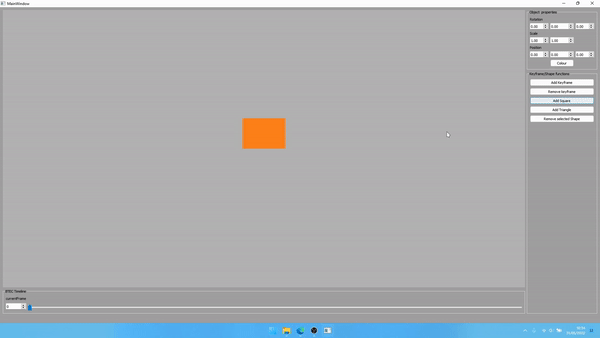 MainWindow
Object properties
Rotation
0.00 0.00 0.00
Scale
1.00 1.00
Position
0.00 0.00 0.00
Colour
Keyframe/Shape functions
Add Keyframe
Remove keyframe
Add Square
Add Triangle
Remove selected Shape
Timeline
currentFrame
0